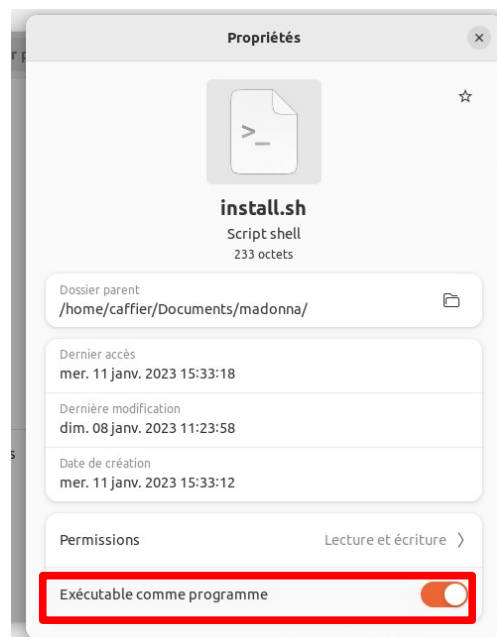 Propriétés
>_
install.sh
Script shell
233 octets
Dossier parent
/home/caffier/Documents/madonna/
Dernier accès
mer. 11 janv. 2023 15:33:18
Dernière modification
dim. 08 janv. 2023 11:23:58
Date de création
mer. 11 janv. 2023 15:33:12
Permissions
Lecture et écriture
Exécutable comme programme